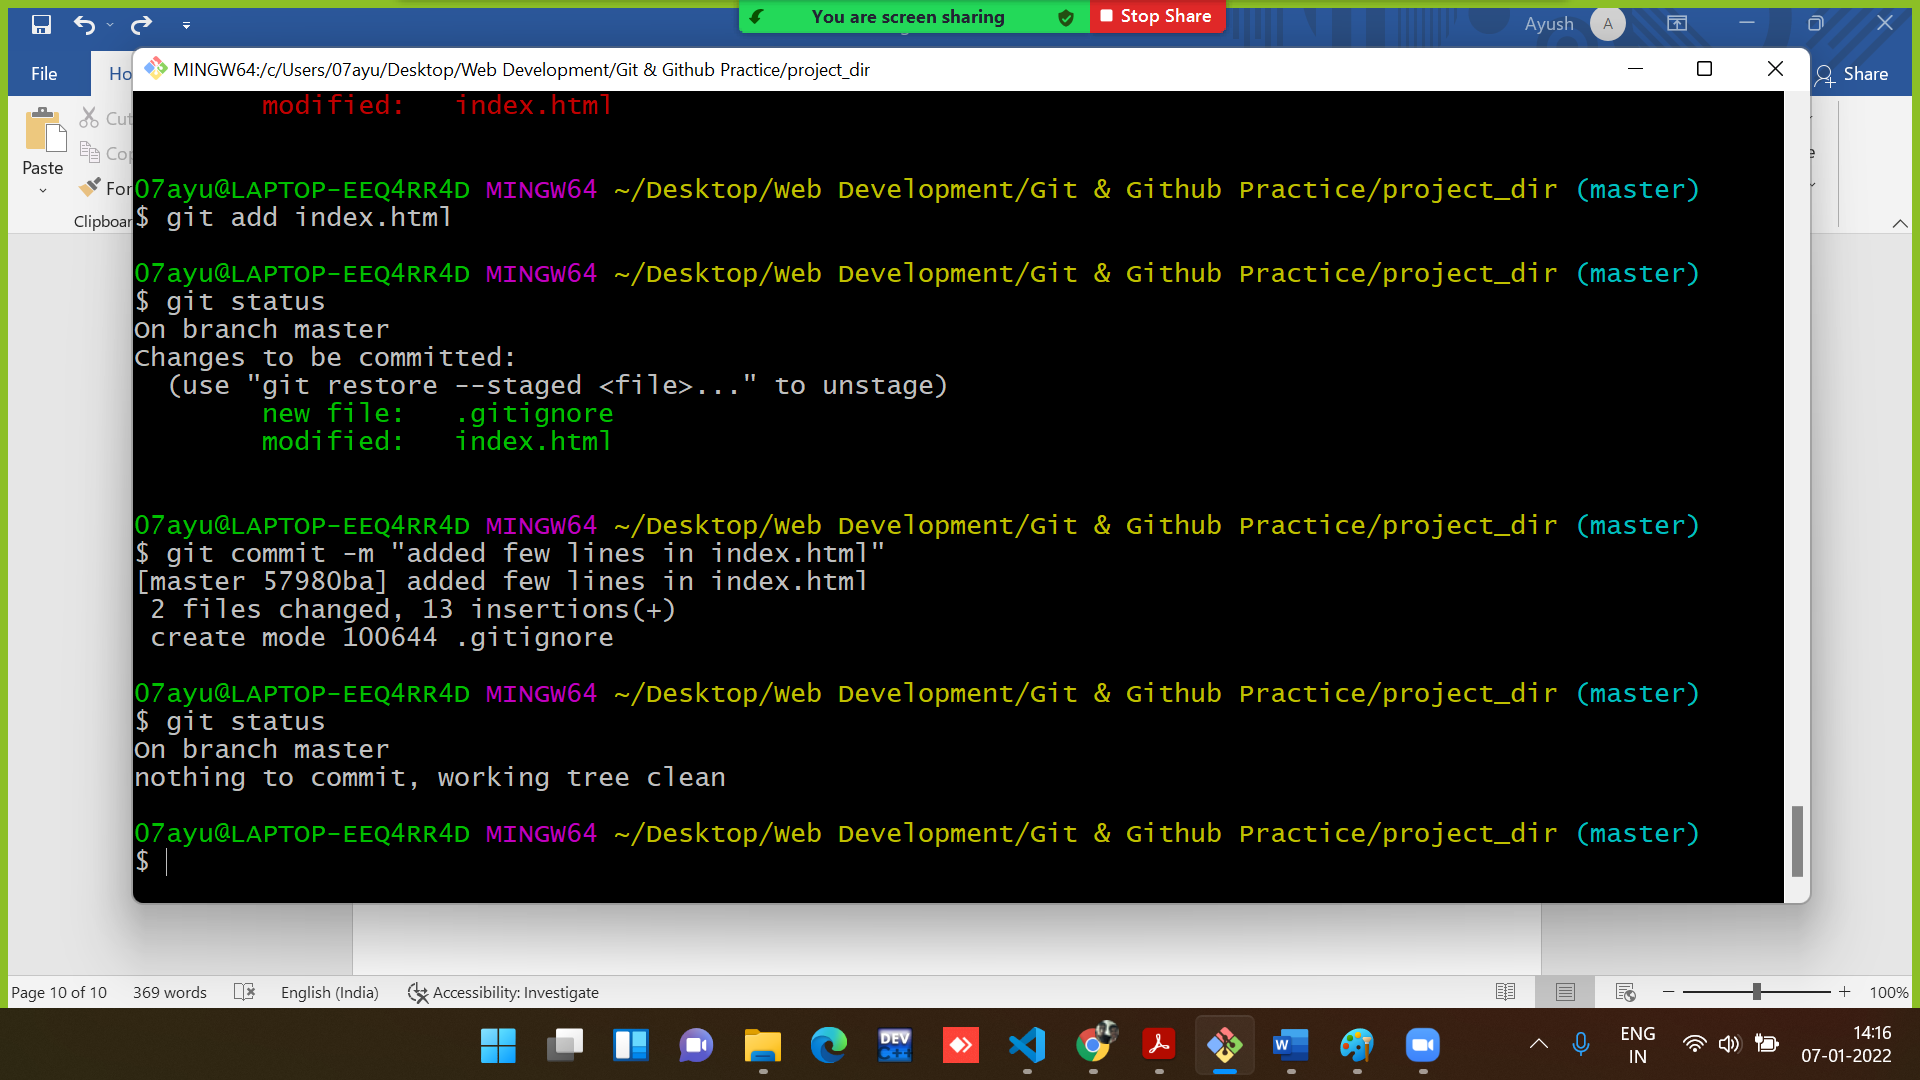 You are screen sharing
Stop Share
Ayush
A
File
Ho
Share
MINGW64:/c/Users/07ayu/Desktop/Web Development/Git & Github Practice/project_dir
Paste
Cut
Cop
For
Clipboar
modified:   index.html
07ayu@LAPTOP-EEQ4RR4D MINGW64 ~/Desktop/Web Development/Git & Github Practice/project_dir (master)
$ git add index.html
07ayu@LAPTOP-EEQ4RR4D MINGW64 ~/Desktop/Web Development/Git & Github Practice/project_dir (master)
$ git status
On branch master
Changes to be committed:
  (use "git restore --staged <file>..." to unstage)
        new file:   .gitignore
        modified:   index.html
07ayu@LAPTOP-EEQ4RR4D MINGW64 ~/Desktop/Web Development/Git & Github Practice/project_dir (master)
$ git commit -m "added few lines in index.html"
[master 57980ba] added few lines in index.html
 2 files changed, 13 insertions(+)
 create mode 100644 .gitignore
07ayu@LAPTOP-EEQ4RR4D MINGW64 ~/Desktop/Web Development/Git & Github Practice/project_dir (master)
$ git status
On branch master
nothing to commit, working tree clean
07ayu@LAPTOP-EEQ4RR4D MINGW64 ~/Desktop/Web Development/Git & Github Practice/project_dir (master)
$
Page 10 of 10
369 words
English (India)
Accessibility: Investigate
100%
DEV
C++
W
ENG
IN
14:16
07-01-2022